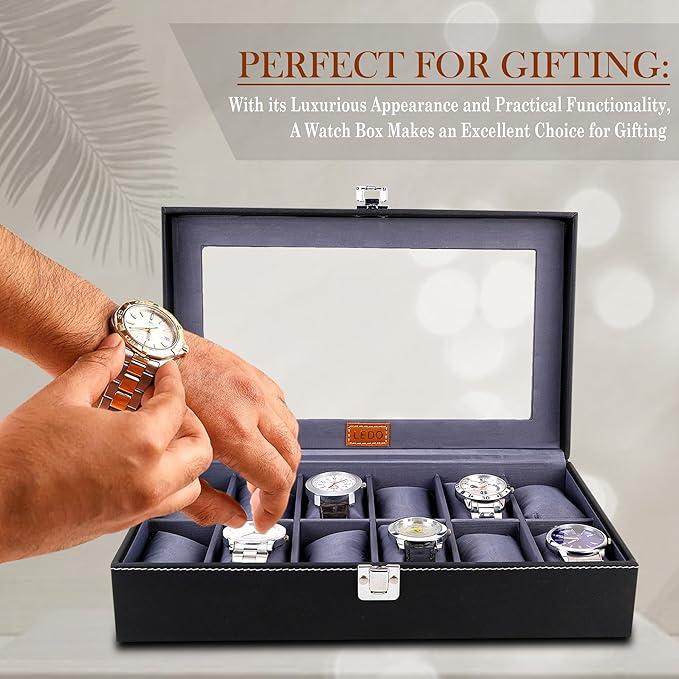 PERFECT FOR GIFTING:
With its Luxurious Appearance and Practical Functionality,
A Watch Box Makes an Excellent Choice for Gifting
LEDO